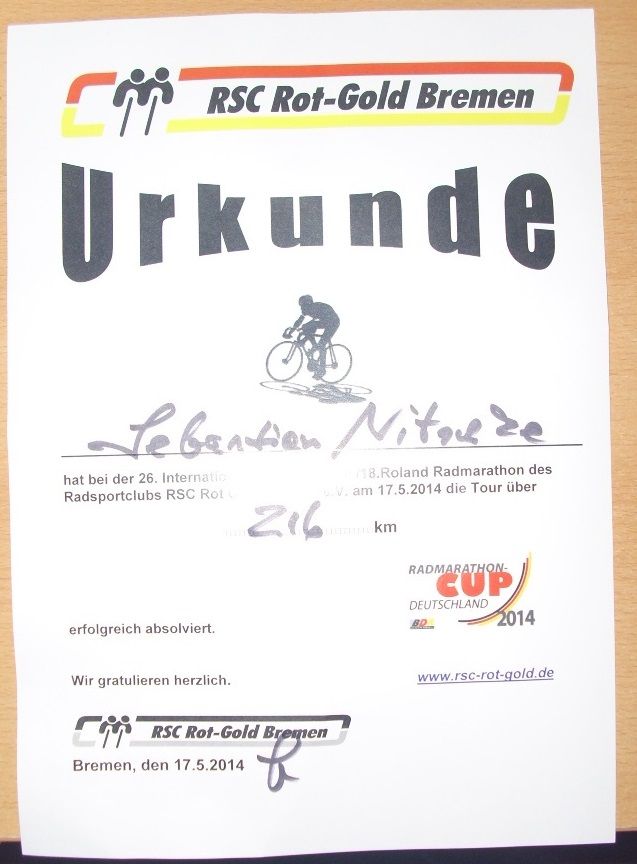 RSC Rot-Gold Bremen
Urkunde
Sebastian
hat bei der 26. Internatio /18.Roland Radmarathon des
Radsportclubs RSC Rot e.V. am 17.5.2014 die Tour über
216 km
RADMARATHON-
CUP
DEUTSCHLAND
2014
erfolgreich absolviert.
Wir gratulieren herzlich.
www.rsc-rot-gold.de
RSC Rot-Gold Bremen
Bremen, den 17.5.2014